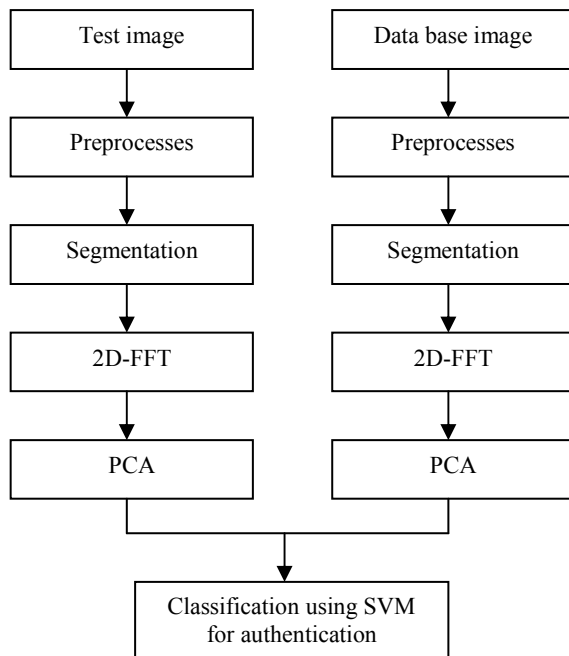 Test image
Data base image
Preprocesses
Preprocesses
Segmentation
Segmentation
2D-FFT
2D-FFT
PCA
PCA
Classification using SVM
for authentication